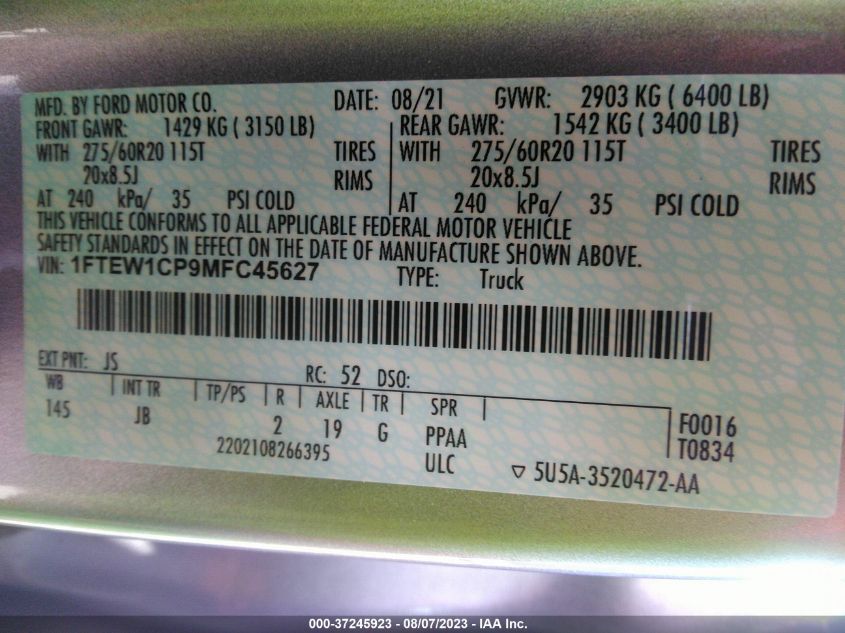 MFD. BY FORD MOTOR CO. DATE: 08/21 GVWR: 2903 KG ( 6400 LB)
FRONT GAWR: 1429 KG ( 3150 LB) REAR GAWR: 1542 KG ( 3400 LB)
WITH 275/60R20 115T TIRES WITH 275/60R20 115T TIRES
20x8.5J RIMS 20x8.5J RIMS
AT 240 kPa/ 35 PSI COLD AT 240 kPa/ 35 PSI COLD
THIS VEHICLE CONFORMS TO ALL APPLICABLE FEDERAL MOTOR VEHICLE
SAFETY STANDARDS IN EFFECT ON THE DATE OF MANUFACTURE SHOWN ABOVE.
VIN: 1FTEW1CP9MFC45627 TYPE: Truck
EXT PNT: JS RC: 52 DSO:
WB INT TR TP/PS R AXLE TR SPR F0016
145 JB 2 19 G PPAA T0834
2202108266395 ULC ▽ 5U5A-3520472-AA
000-37245923 - 08/07/2023 - IAA Inc.